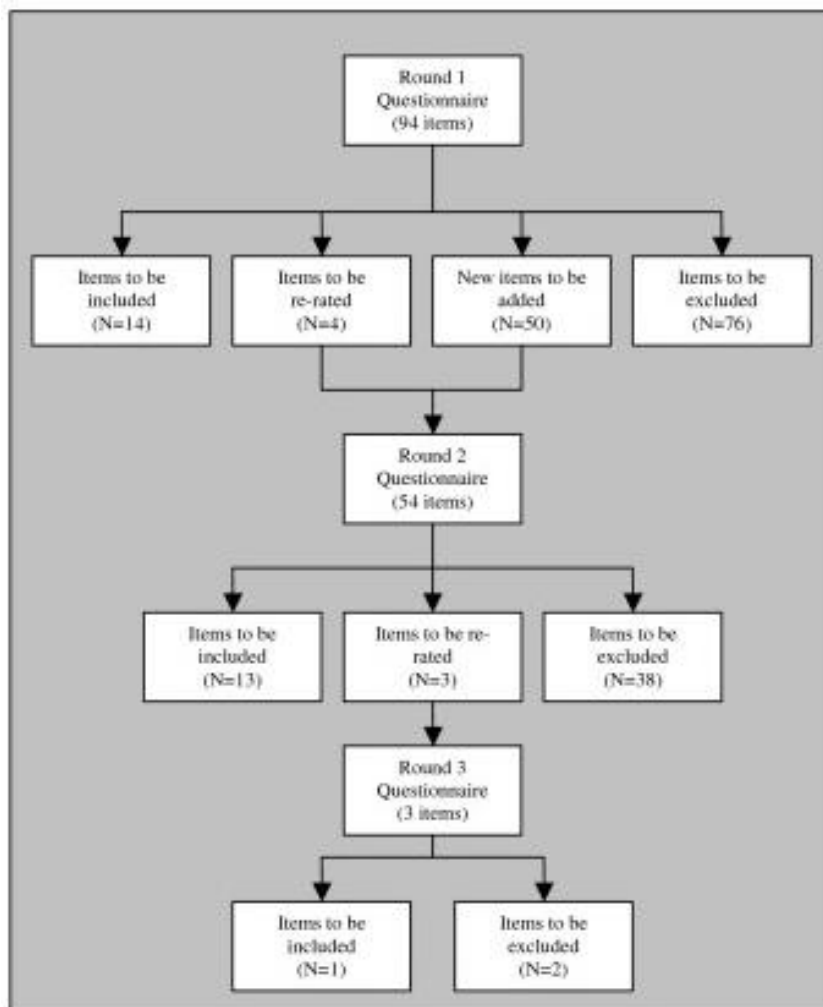 Round 1
Questionnaire
(94 items)
Items to be
included
(N=14)
Items to be
re-rated
(N=4)
New items to be
added
(N=50)
Items to be
excluded
(N=76)
Round 2
Questionnaire
(54 items)
Items to be
included
(N=13)
Items to be re-
rated
(N=3)
Items to be
excluded
(N=38)
Round 3
Questionnaire
(3 items)
Items to be
included
(N=1)
Items to be
excluded
(N=2)